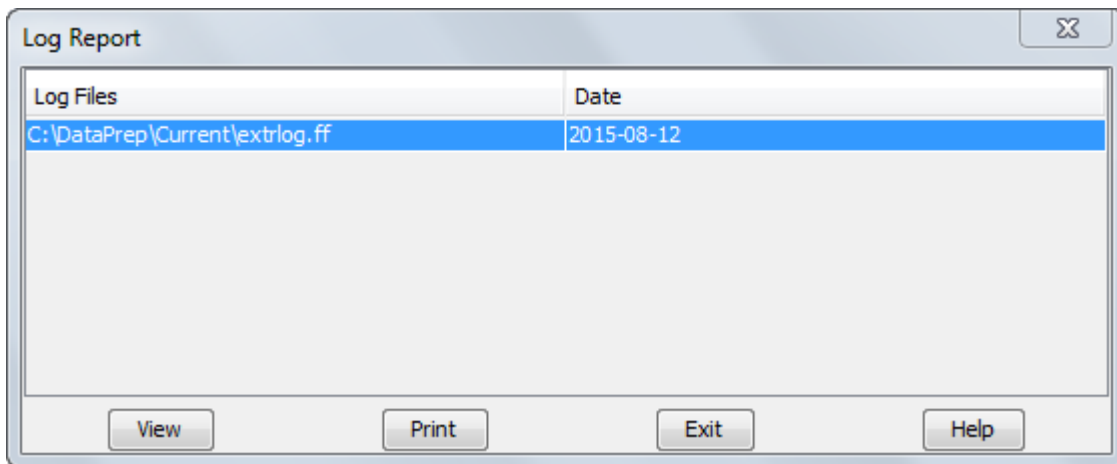 Log Report
Log Files Date
C:\DataPrep\Current\extrlog.ff 2015-08-12
View Print Exit Help